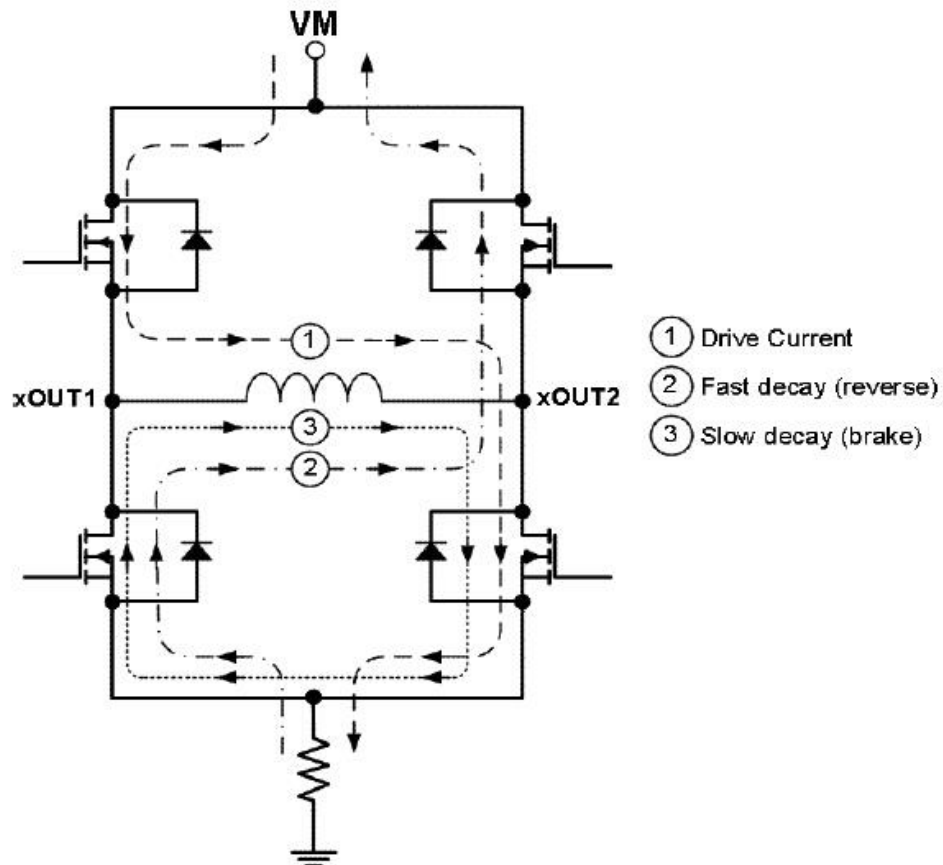 VM
1
xOUT1
xOUT2
3
2
1 Drive Current
2 Fast decay (reverse)
3 Slow decay (brake)